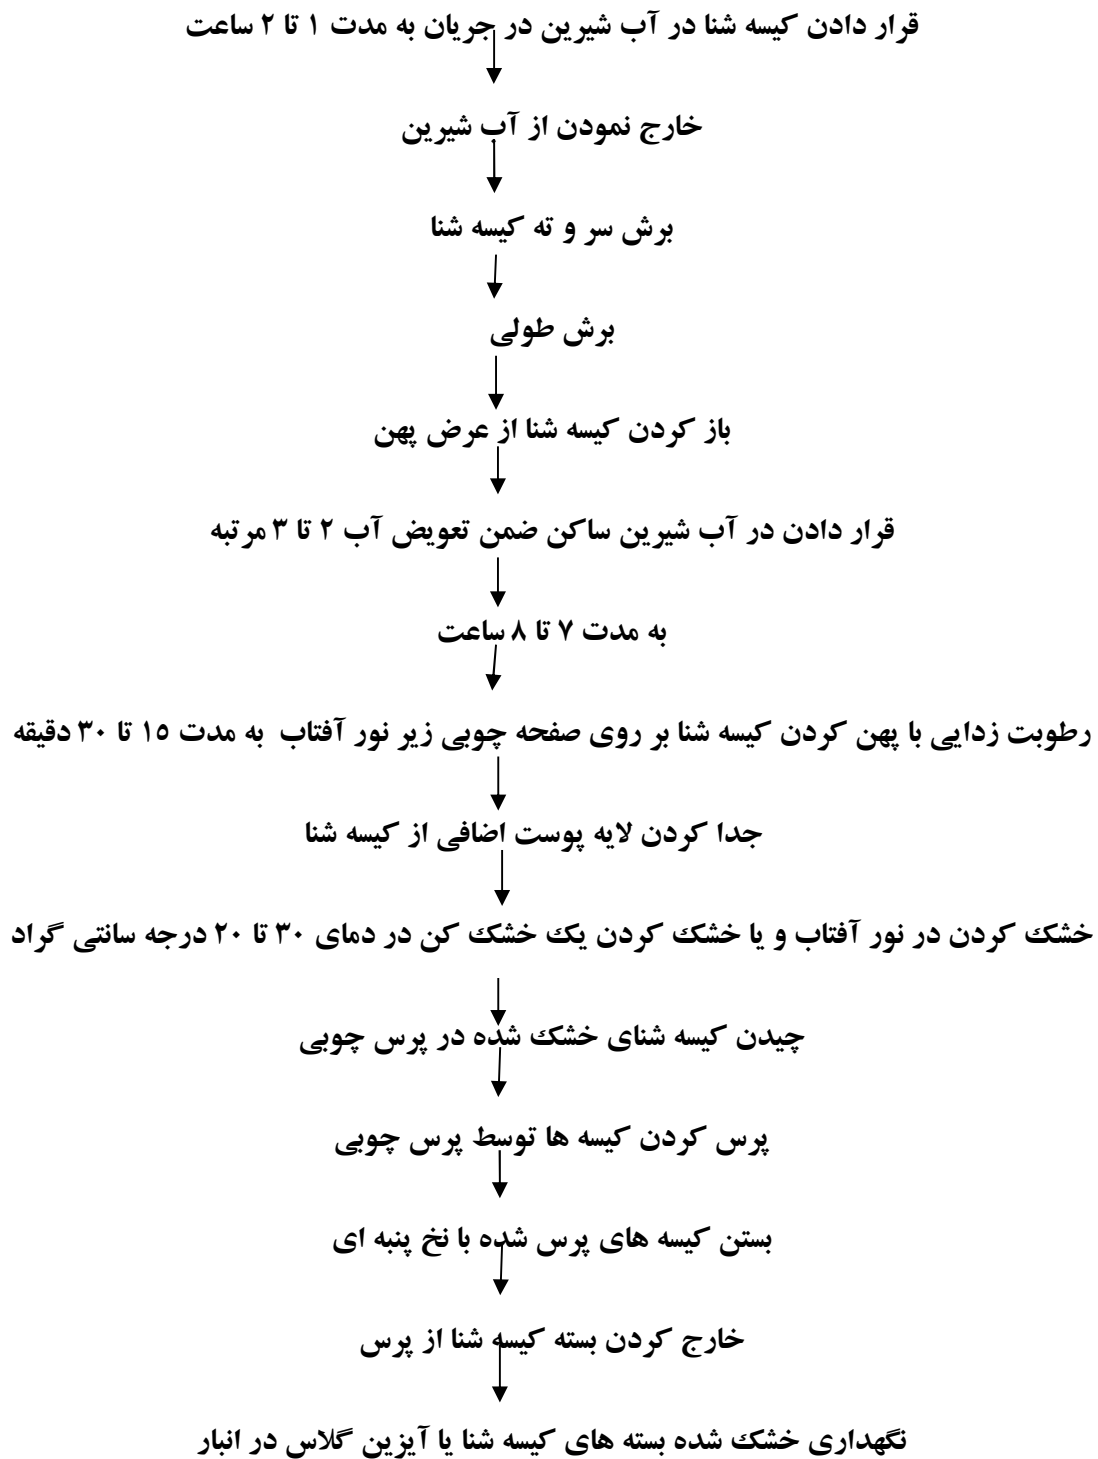 قرار دادن کیسه شنا در آب شیرین در جریان به مدت ۱ تا ۲ ساعت
خارج نمودن از آب شیرین
برش سر و ته کیسه شنا
برش طولی
باز کردن کیسه شنا از عرض پهن
قرار دادن در آب شیرین ساکن ضمن تعویض آب ۲ تا ۳ مرتبه
به مدت ۷ تا ۸ ساعت
رطوبت زدایی با پهن کردن کیسه شنا بر روی صفحه چوبی زیر نور آفتاب به مدت ۱۵ تا ۳۰ دقیقه
جدا کردن لایه پوست اضافی از کیسه شنا
خشک کردن در نور آفتاب و یا خشک کردن یک خشک کن در دمای ۳۰ تا ۲۰ درجه سانتی گراد
چیدن کیسه شنای خشک شده در پرس چوبی
پرس کردن کیسه ها توسط پرس چوبی
بستن کیسه های پرس شده با نخ پنبه ای
خارج کردن بسته کیسه شنا از پرس
نگهداری خشک شده بسته های کیسه شنا یا آیزین گلاس در انبار